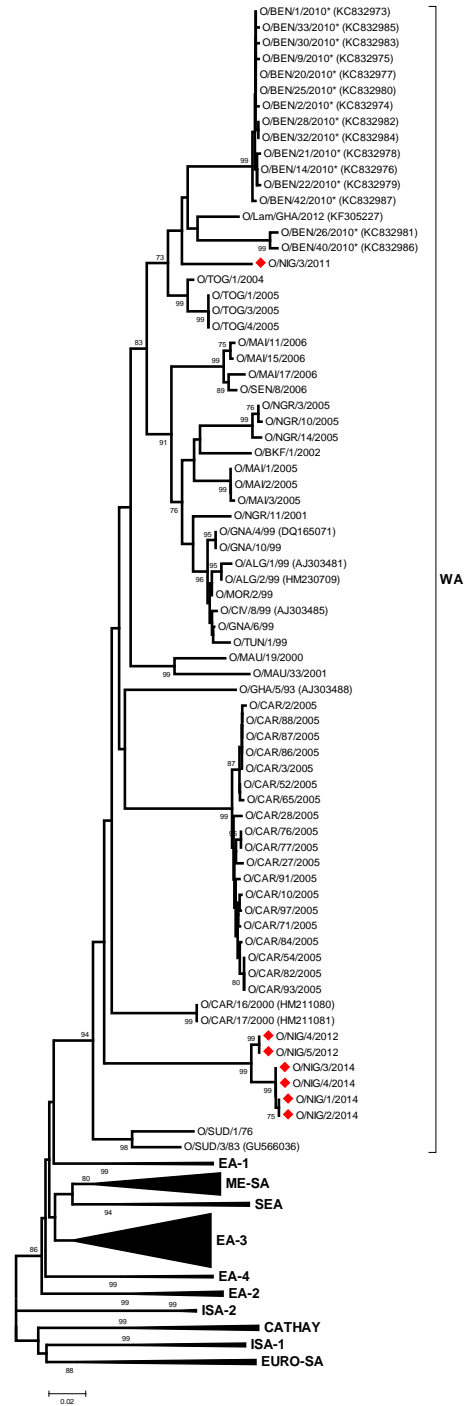 O/BEN/1/2010* (KC832973)
O/BEN/33/2010* (KC832985)
O/BEN/30/2010* (KC832983)
O/BEN/9/2010* (KC832975)
O/BEN/20/2010* (KC832977)
O/BEN/25/2010* (KC832980)
O/BEN/2/2010* (KC832974)
O/BEN/28/2010* (KC832982)
O/BEN/32/2010* (KC832984)
O/BEN/21/2010* (KC832978)
99
O/BEN/14/2010* (KC832976)
O/BEN/22/2010* (KC832979)
O/BEN/42/2010* (KC832987)
O/Lam/GHA/2012 (KF305227)
O/BEN/26/2010* (KC832981)
99
O/BEN/40/2010* (KC832986)
73
O/NIG/3/2011
O/TOG/1/2004
O/TOG/1/2005
99
O/TOG/3/2005
99
O/TOG/4/2005
83
75
O/MAI/11/2006
O/MAI/15/2006
99
O/MAI/17/2006
89
O/SEN/8/2006
76
O/NGR/3/2005
99
O/NGR/10/2005
O/NGR/14/2005
91
O/BKF/1/2002
O/MAI/1/2005
99
O/MAI/2/2005
O/MAI/3/2005
76
O/NGR/11/2001
95
O/GNA/4/99 (DQ165071)
O/GNA/10/99
95
O/ALG/1/99 (AJ303481)
96
O/ALG/2/99 (HM230709)
WA
O/MOR/2/99
O/CIV/8/99 (AJ303485)
O/GNA/6/99
O/TUN/1/99
O/MAU/19/2000
99
O/MAU/33/2001
O/GHA/5/93 (AJ303488)
O/CAR/2/2005
O/CAR/88/2005
O/CAR/87/2005
O/CAR/86/2005
87
O/CAR/3/2005
O/CAR/52/2005
O/CAR/65/2005
99
O/CAR/28/2005
O/CAR/76/2005
O/CAR/77/2005
O/CAR/27/2005
O/CAR/91/2005
O/CAR/10/2005
O/CAR/97/2005
O/CAR/71/2005
O/CAR/84/2005
O/CAR/54/2005
O/CAR/82/2005
80
O/CAR/93/2005
O/CAR/16/2000 (HM211080)
99
O/CAR/17/2000 (HM211081)
94
99
O/NIG/4/2012
O/NIG/5/2012
99
O/NIG/3/2014
99
O/NIG/4/2014
O/NIG/1/2014
75
O/NIG/2/2014
O/SUD/1/76
98
O/SUD/3/83 (GU566036)
EA-1
99
80
ME-SA
SEA
94
EA-3
86
EA-4
99
EA-2
99
99
ISA-2
99
CATHAY
99
ISA-1
EURO-SA
88
0.02